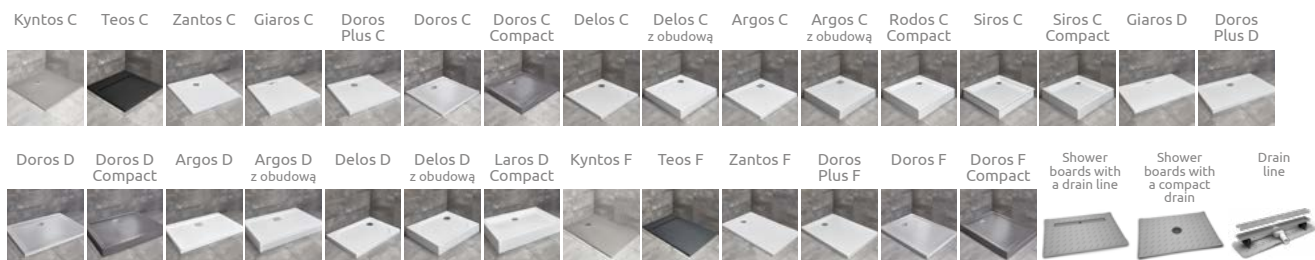 Kyntos C
Teos C
Zantos C
Giaros C
Doros
Plus C
Doros C
Doros C
Compact
Delos C
Delos C
z obudową
Argos C
Argos C
z obudową
Rodos C
Compact
Siros C
Siros C
Compact
Giaros D
Doros
Plus D
Doros D
Doros D
Compact
Argos D
Argos D
z obudową
Delos D
Delos D
z obudową
Laros D
Compact
Kyntos F
Teos F
Zantos F
Doros
Plus F
Doros F
Doros F
Compact
Shower
boards with
a drain line
Shower
boards with
a compact
drain
Drain
line